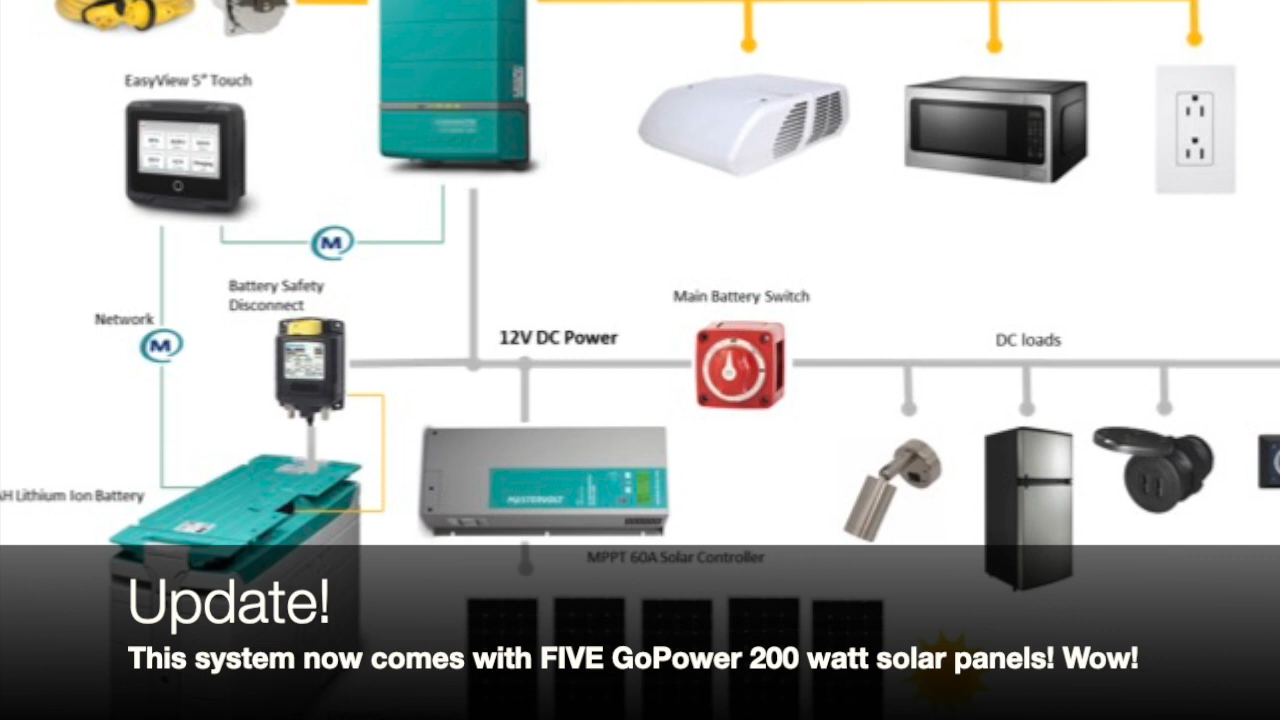 EasyView 5" Touch
M
Battery Safety
Disconnect
Network
M
12V DC Power
Main Battery Switch
DC loads
AH Lithium Ion Battery
MASTERVOLT
MPPT 60A Solar Controller
Update!
This system now comes with FIVE GoPower 200 watt solar panels! Wow!